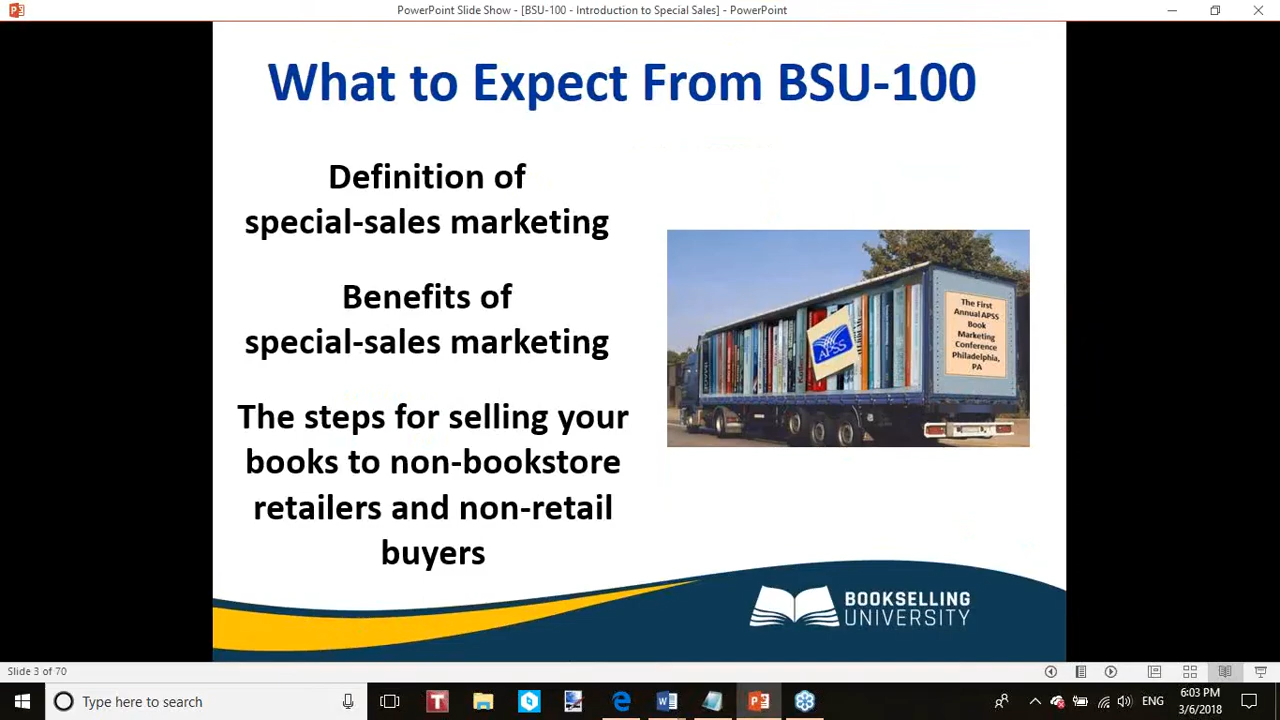 PowerPoint Slide Show - [BSU-100 - Introduction to Special Sales] - PowerPoint
What to Expect From BSU-100
Definition of
special-sales marketing
Benefits of
special-sales marketing
The steps for selling your
books to non-bookstore
retailers and non-retail
buyers
APSS
The First
Annual APSS
Book
Marketing
Conference
Philadelphia,
PA
BOOKSELLING
UNIVERSITY
Slide 3 of 70
Type here to search
ENG
6:03 PM
3/6/2018